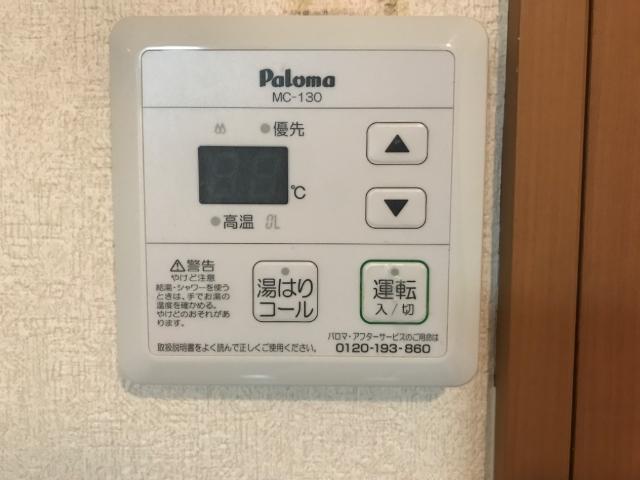 Paloma
MC-130
優先
℃
高温 OL
▲
▼
⚠警告
やけど注意
給湯・シャワーを使う
ときは、手でお湯の
温度を確かめる。
やけどのおそれがあ
ります。
湯はり
コール
運転
入/切
パロマ・アフターサービスのご用命は
0120-193-860
取扱説明書をよく読んで正しくご使用ください。